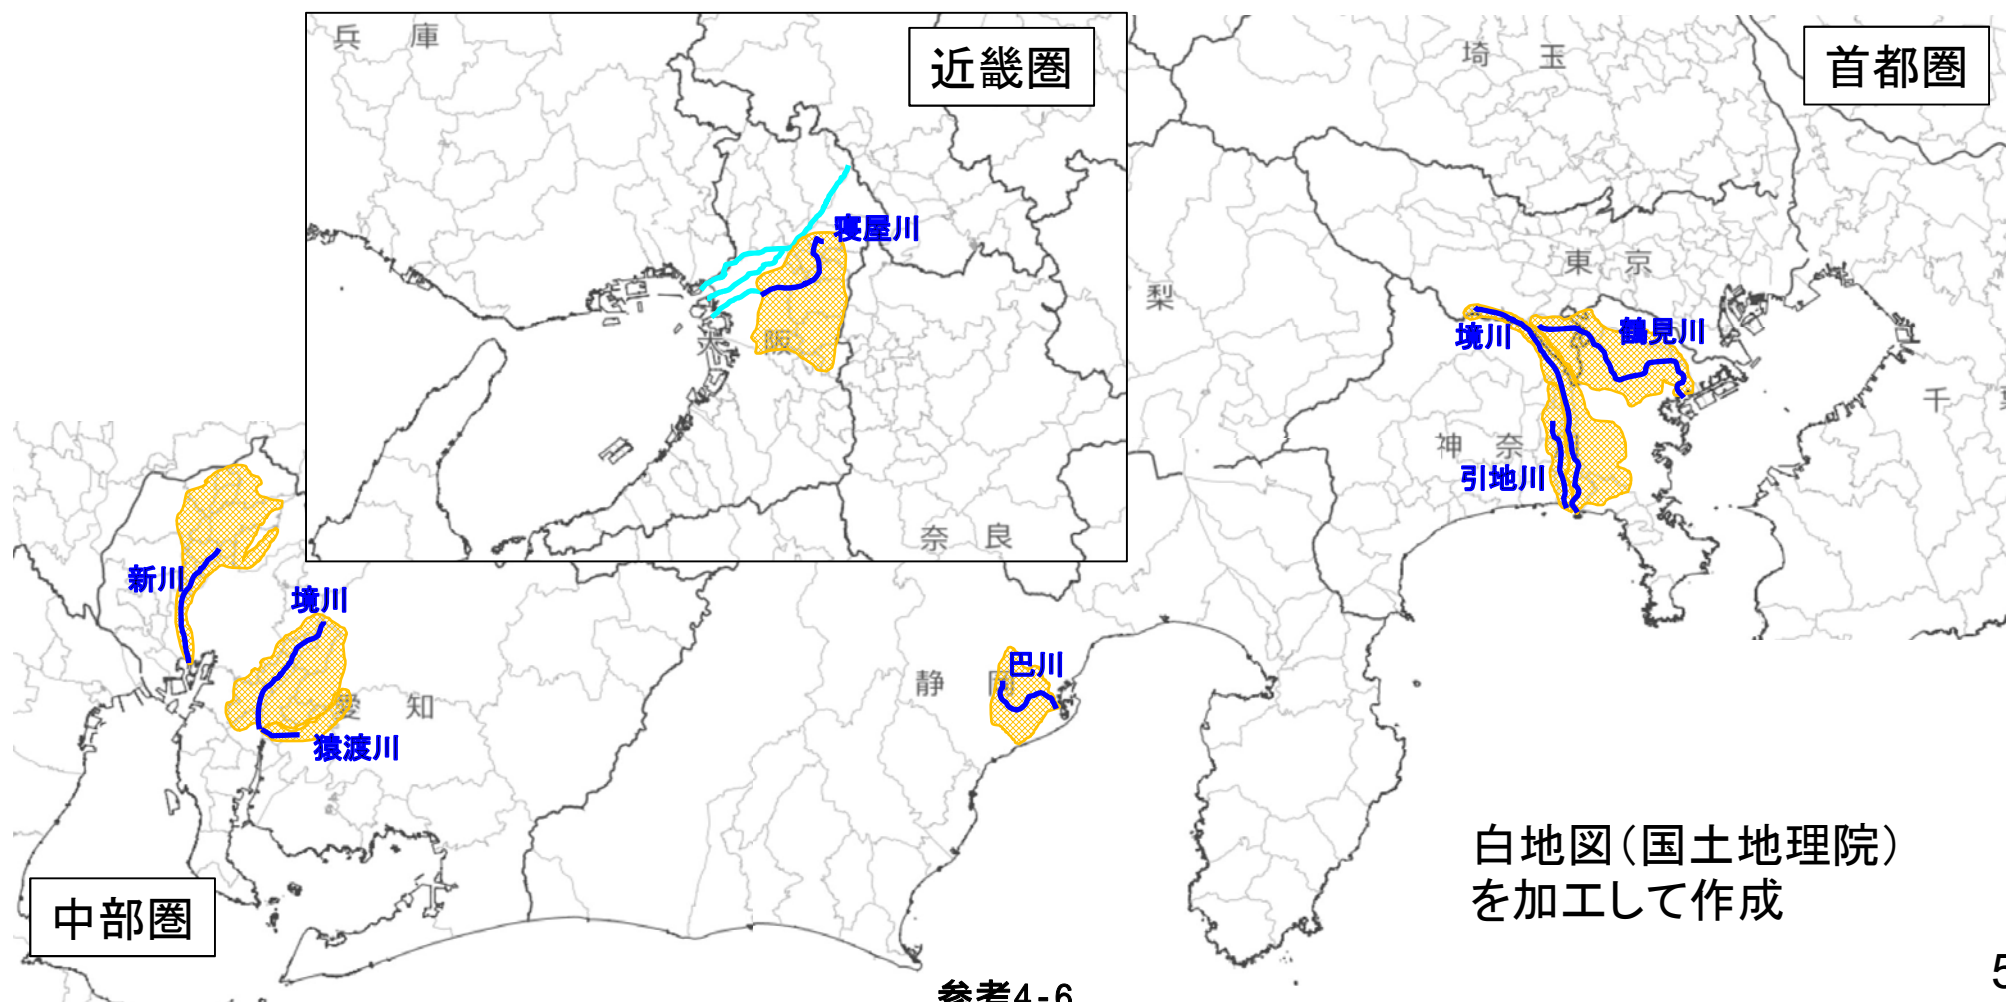 兵庫
近畿圏
埼玉
首都圏
寝屋川
東京
梨
境川
鶴見川
大阪
千
神奈
引地川
奈良
新川
境川
巴川
静岡
愛知
猿渡川
白地図（国土地理院）
を加工して作成
中部圏
参考4-6